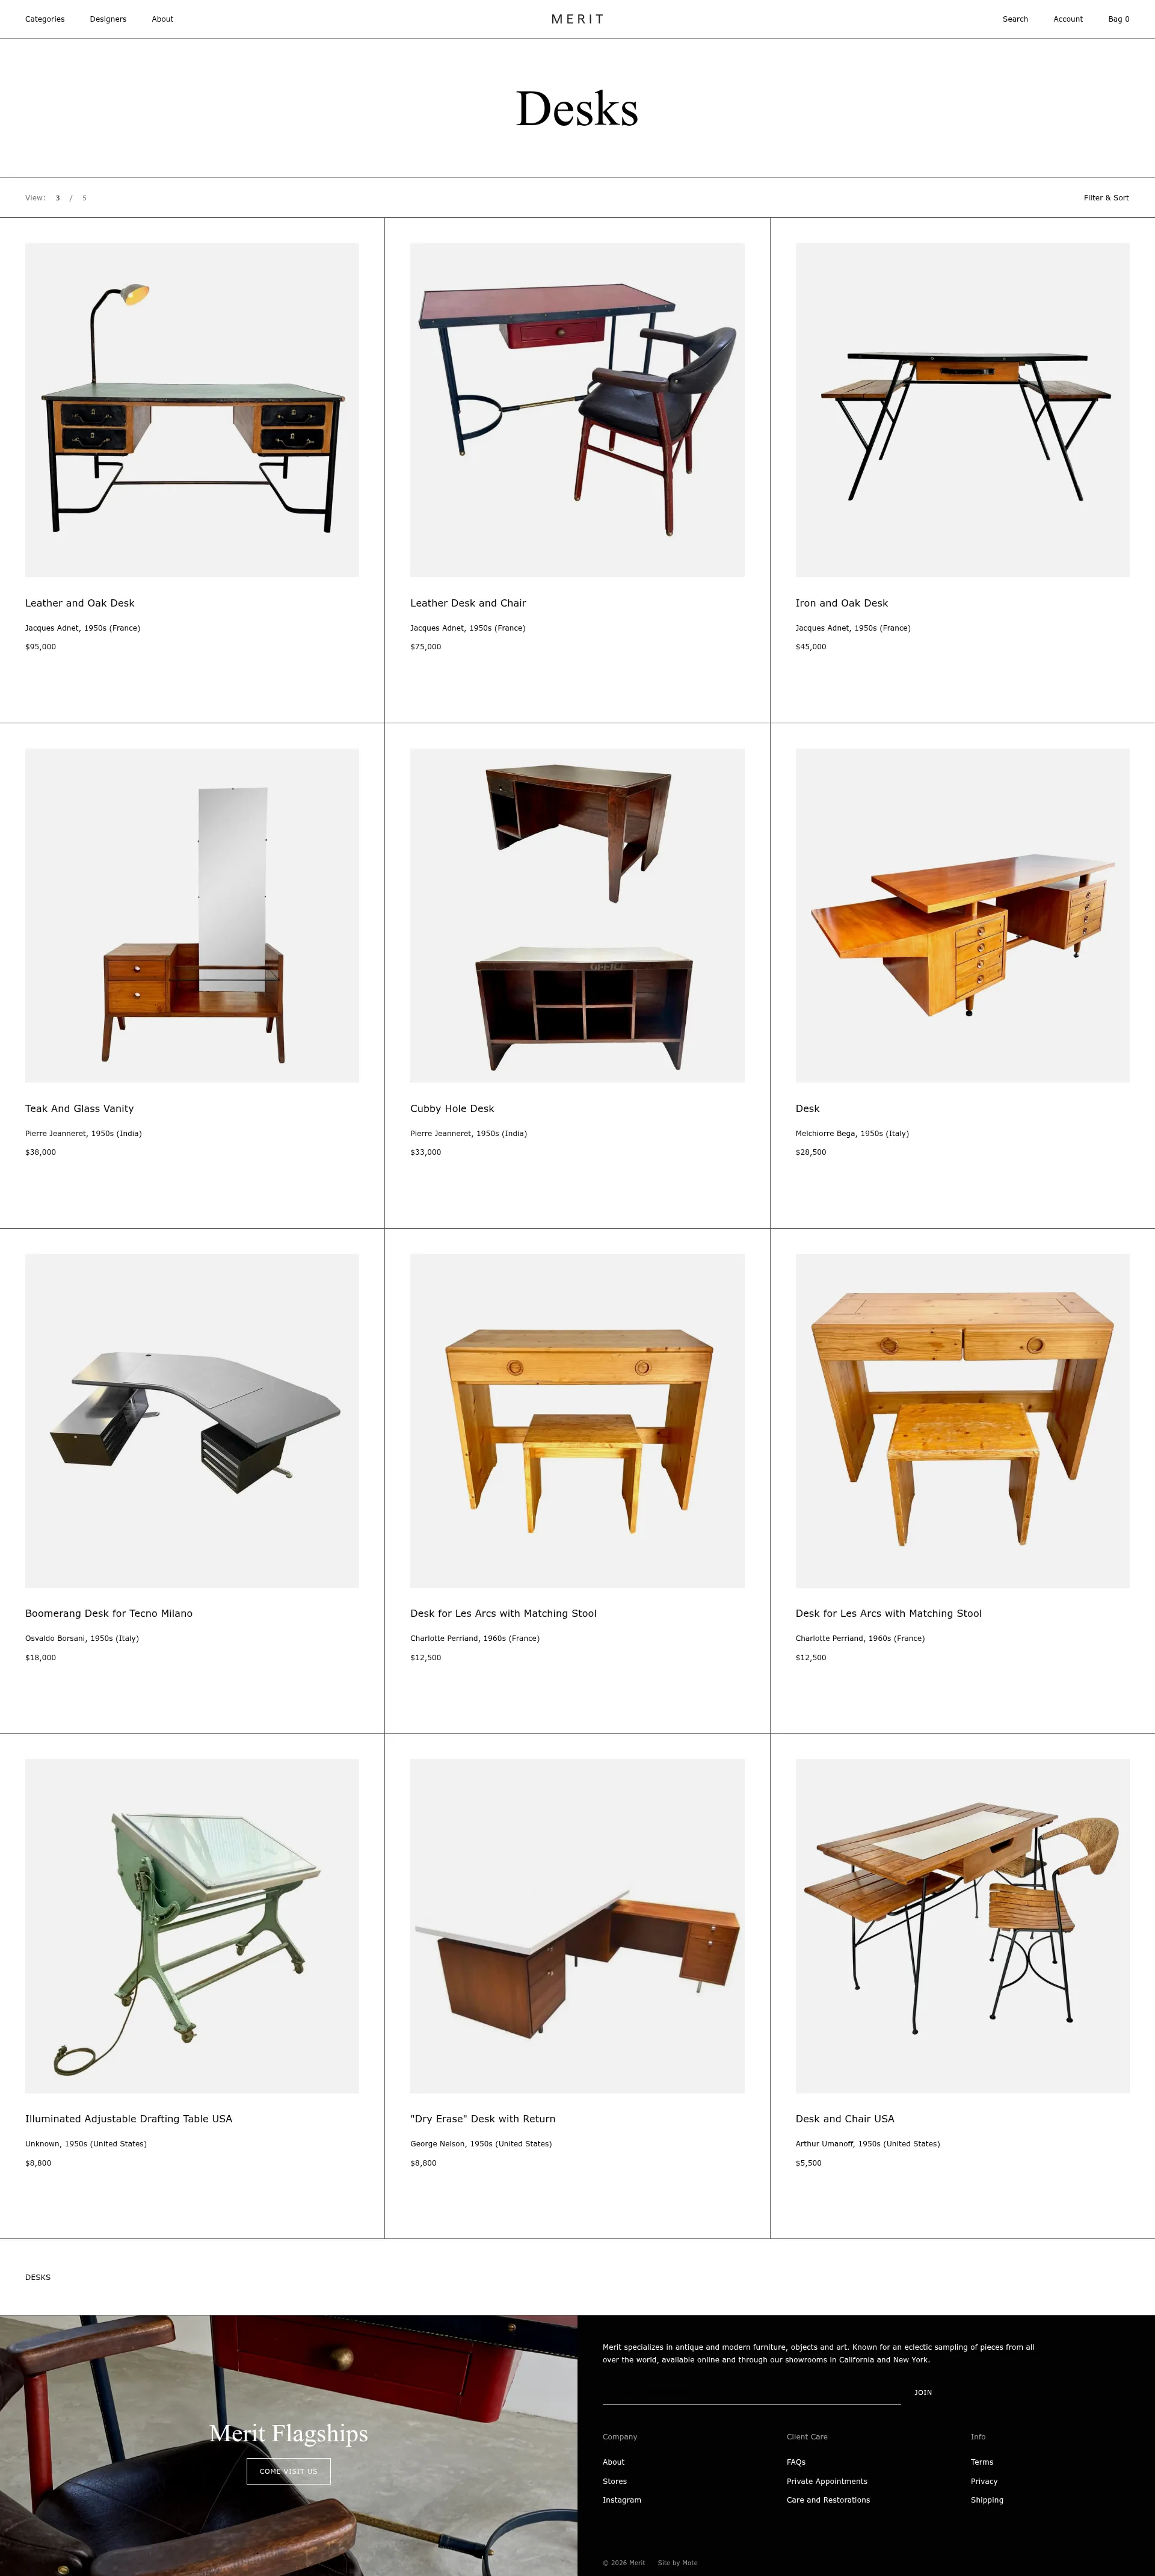 Categories Designers About MERIT Search Account Bag 0
Desks
View: 3 / 5 Filter & Sort
Leather and Oak Desk
Jacques Adnet, 1950s (France)
$95,000
Leather Desk and Chair
Jacques Adnet, 1950s (France)
$75,000
Iron and Oak Desk
Jacques Adnet, 1950s (France)
$45,000
Teak And Glass Vanity
Pierre Jeanneret, 1950s (India)
$38,000
Cubby Hole Desk
Pierre Jeanneret, 1950s (India)
$33,000
Desk
Melchiorre Bega, 1950s (Italy)
$28,500
Boomerang Desk for Tecno Milano
Osvaldo Borsani, 1950s (Italy)
$18,000
Desk for Les Arcs with Matching Stool
Charlotte Perriand, 1960s (France)
$12,500
Desk for Les Arcs with Matching Stool
Charlotte Perriand, 1960s (France)
$12,500
Illuminated Adjustable Drafting Table USA
Unknown, 1950s (United States)
$8,800
"Dry Erase" Desk with Return
George Nelson, 1950s (United States)
$8,800
Desk and Chair USA
Arthur Umanoff, 1950s (United States)
$5,500
DESKS
Merit Flagships
COME VISIT US
Merit specializes in antique and modern furniture, objects and art. Known for an eclectic sampling of pieces from all
over the world, available online and through our showrooms in California and New York.
JOIN
Company
About
Stores
Instagram
Client Care
FAQs
Private Appointments
Care and Restorations
Info
Terms
Privacy
Shipping
© 2026 Merit Site by Mote